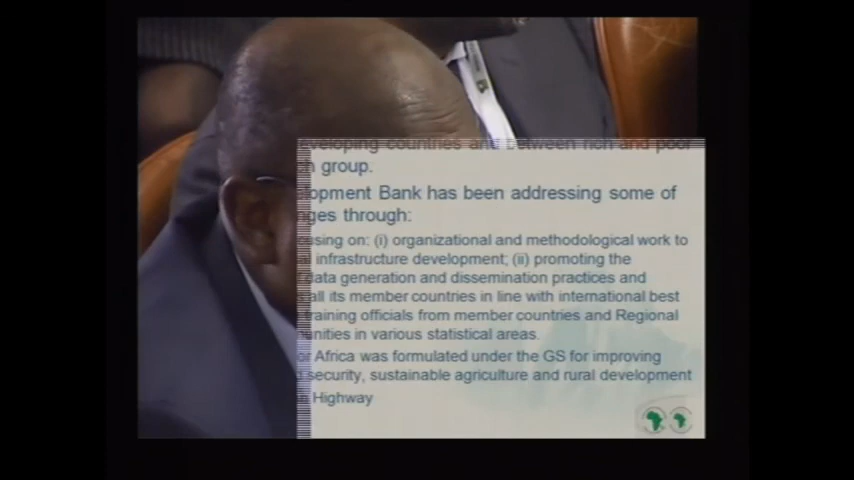 eveloping countries and between rich and poor
group.
lopment Bank has been addressing some of
ges through:
using on: (i) organizational and methodological work to
infrastructure development; (ii) promoting the
data generation and dissemination practices and
all its member countries in line with international best
training officials from member countries and Regional
nities in various statistical areas.
or Africa was formulated under the GS for improving
security, sustainable agriculture and rural development
Highway